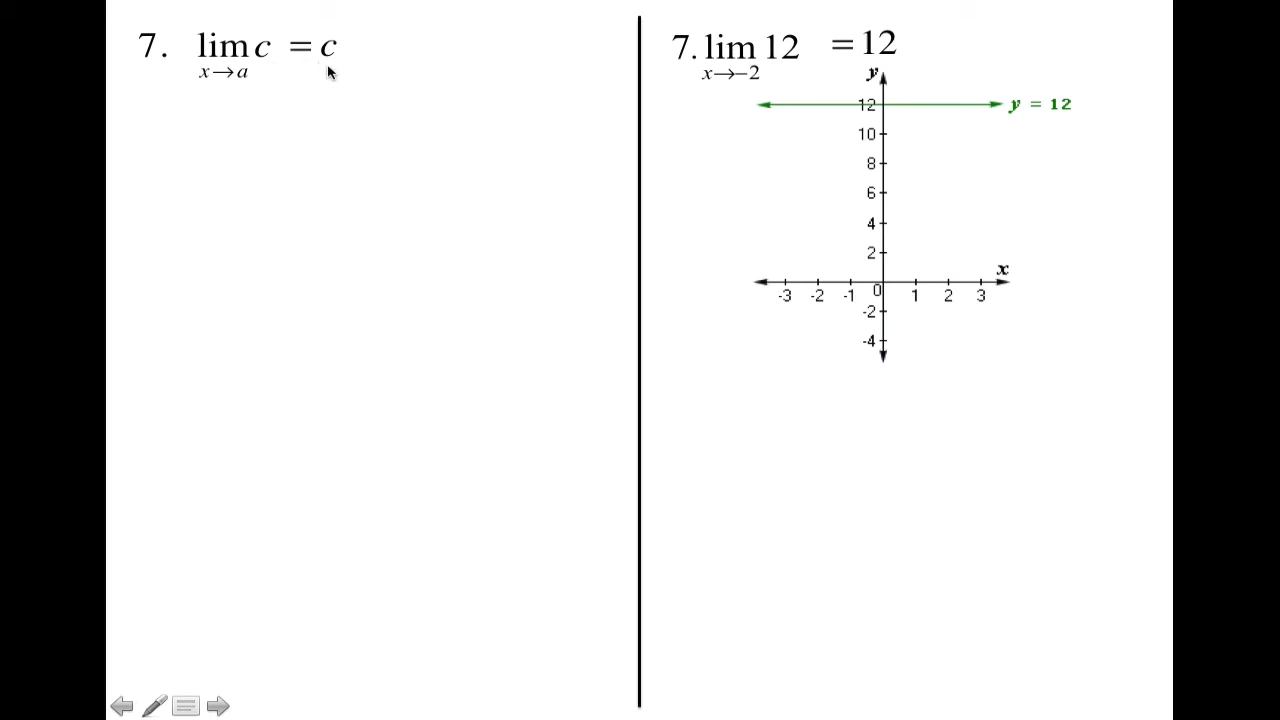 7. lim c = c
x→a
7. lim 12 = 12
x→-2
y
12
y = 12
10
8
6
4
2
x
-3 -2 -1 0 1 2 3
-2
-4